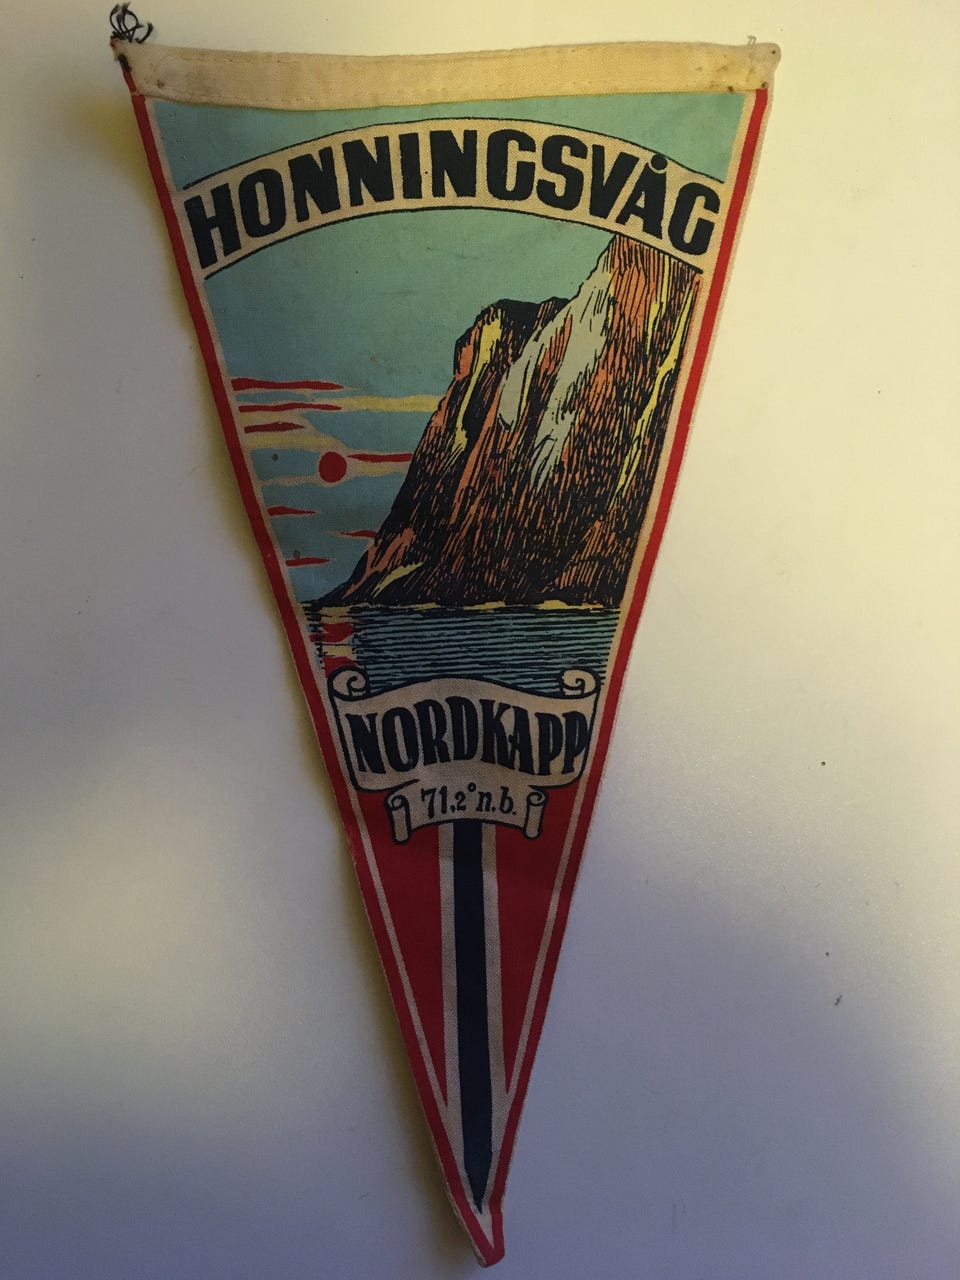 HONNINGSVÅG
NORDKAPP
71,2° n.b.